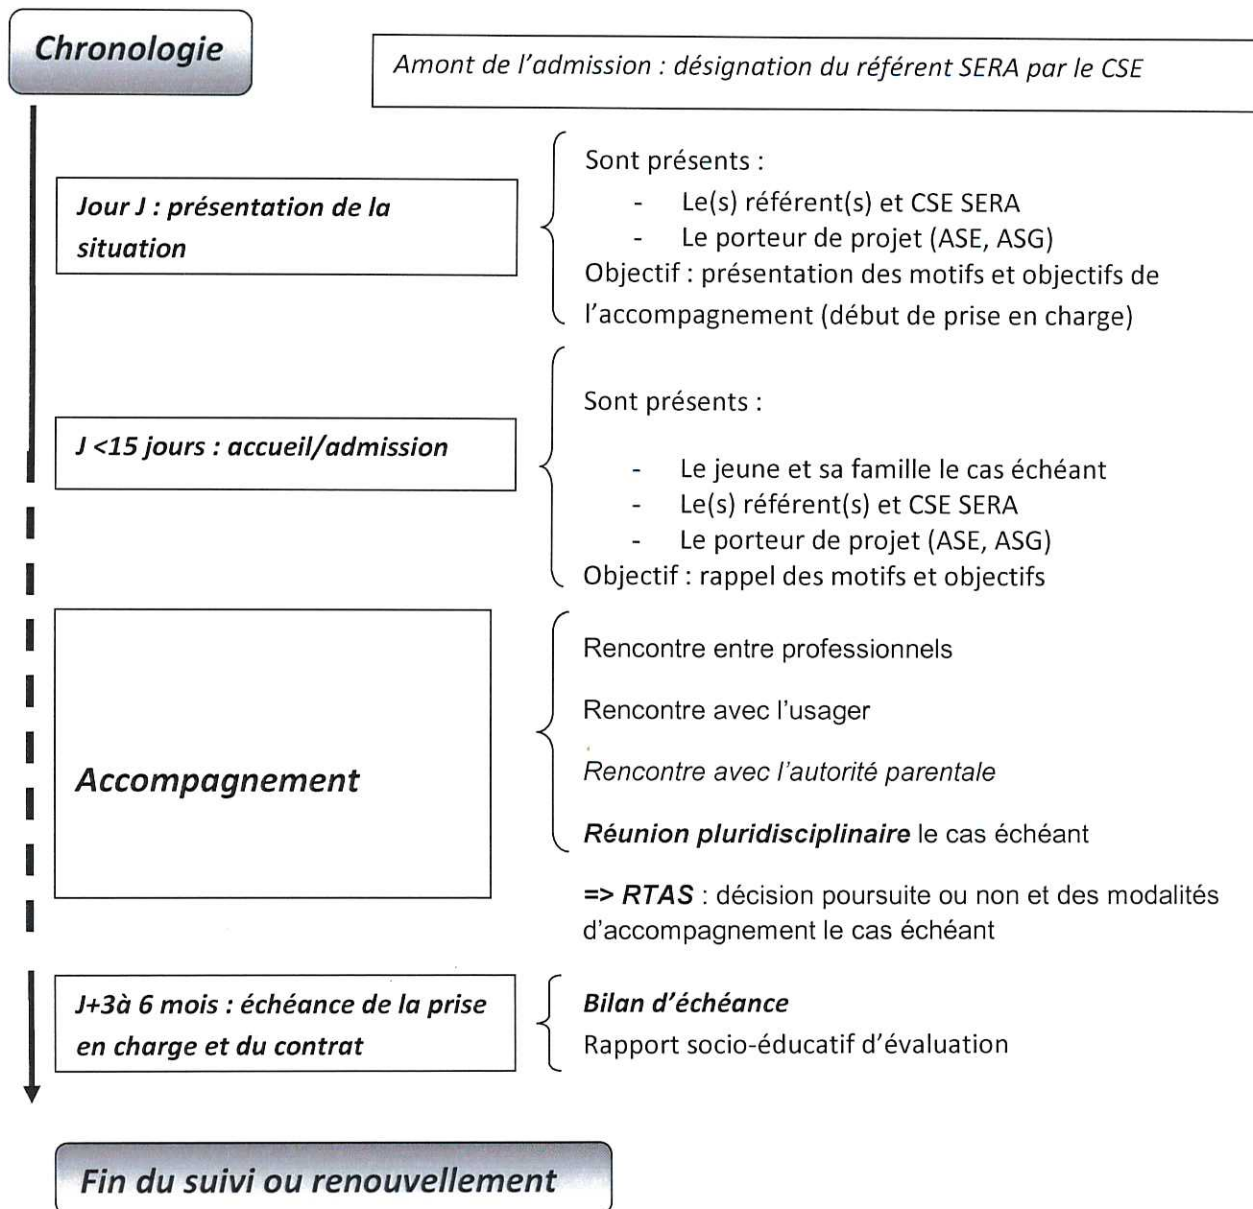 Chronologie
Amont de l'admission : désignation du référent SERA par le CSE
Jour J : présentation de la
situation
Sont présents :
- Le(s) référent(s) et CSE SERA
- Le porteur de projet (ASE, ASG)
Objectif : présentation des motifs et objectifs de
l'accompagnement (début de prise en charge)
J <15 jours : accueil/admission
Sont présents :
- Le jeune et sa famille le cas échéant
- Le(s) référent(s) et CSE SERA
- Le porteur de projet (ASE, ASG)
Objectif : rappel des motifs et objectifs
Accompagnement
Rencontre entre professionnels
Rencontre avec l'usager
Rencontre avec l'autorité parentale
Réunion pluridisciplinaire le cas échéant
=> RTAS : décision poursuite ou non et des modalités
d'accompagnement le cas échéant
J+3à 6 mois : échéance de la prise
en charge et du contrat
Bilan d'échéance
Rapport socio-éducatif d'évaluation
Fin du suivi ou renouvellement